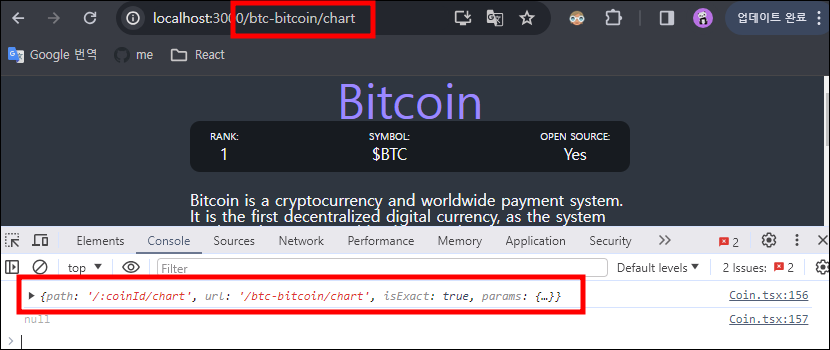 localhost:3000/btc-bitcoin/chart
업데이트 완료
Google 번역 me React
Bitcoin
RANK: SYMBOL: OPEN SOURCE:
1 $BTC Yes
Bitcoin is a cryptocurrency and worldwide payment system.
It is the first decentralized digital currency, as the system
Elements Console Sources Network Performance Memory Application Security 2
top Filter Default levels 2 Issues: 2
{path: '/:coinId/chart', url: '/btc-bitcoin/chart', isExact: true, params: {…}} Coin.tsx:156
null Coin.tsx:157